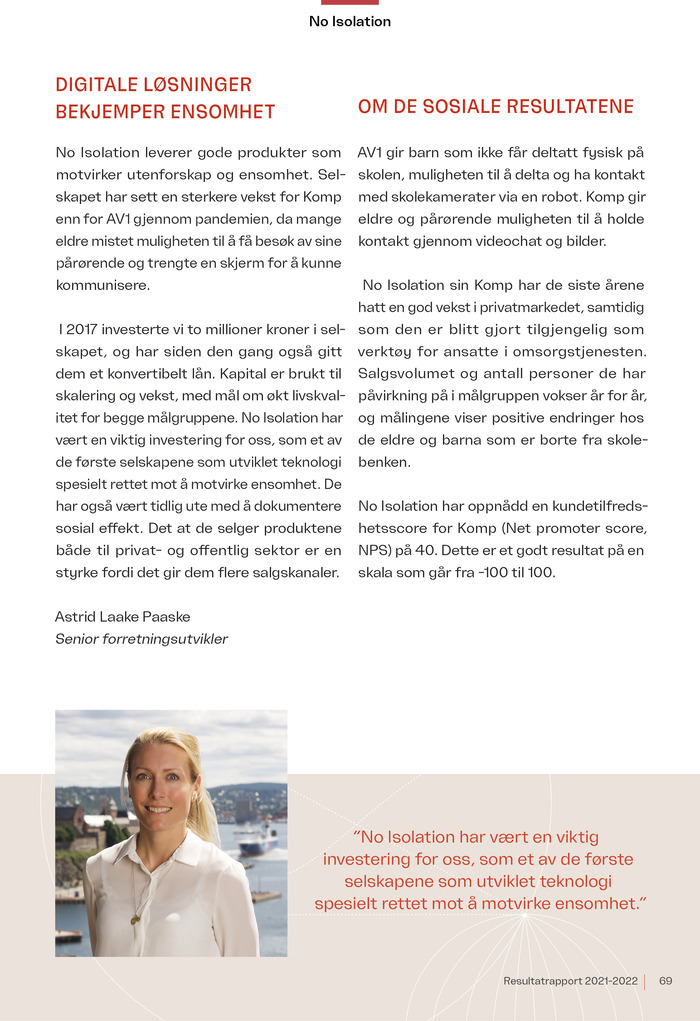 No Isolation
DIGITALE LØSNINGER
BEKJEMPER ENSOMHET
No Isolation leverer gode produkter som
motvirker utenforskap og ensomhet. Sel-
skapet har sett en sterkere vekst for Komp
enn for AV1 gjennom pandemien, da mange
eldre mistet muligheten til å få besøk av sine
pårørende og trengte en skjerm for å kunne
kommunisere.
I 2017 investerte vi to millioner kroner i sel-
skapet, og har siden den gang også gitt
dem et konvertibelt lån. Kapital er brukt til
skalering og vekst, med mål om økt livskval-
itet for begge målgruppene. No Isolation har
vært en viktig investering for oss, som et av
de første selskapene som utviklet teknologi
spesielt rettet mot å motvirke ensomhet. De
har også vært tidlig ute med å dokumentere
sosial effekt. Det at de selger produktene
både til privat- og offentlig sektor er en
styrke fordi det gir dem flere salgskanaler.
Astrid Laake Paaske
Senior forretningsutvikler
OM DE SOSIALE RESULTATENE
AV1 gir barn som ikke får deltatt fysisk på
skolen, muligheten til å delta og ha kontakt
med skolekamerater via en robot. Komp gir
eldre og pårørende muligheten til å holde
kontakt gjennom videochat og bilder.
No Isolation sin Komp har de siste årene
hatt en god vekst i privatmarkedet, samtidig
som den er blitt gjort tilgjengelig som
verktøy for ansatte i omsorgstjenesten.
Salgsvolumet og antall personer de har
påvirkning på i målgruppen vokser år for år,
og målingene viser positive endringer hos
de eldre og barna som er borte fra skole-
benken.
No Isolation har oppnådd en kundetilfreds-
hetsscore for Komp (Net promoter score,
NPS) på 40. Dette er et godt resultat på en
skala som går fra -100 til 100.
”No Isolation har vært en viktig
investering for oss, som et av de første
selskapene som utviklet teknologi
spesielt rettet mot å motvirke ensomhet.”
Resultatrapport 2021-2022 69